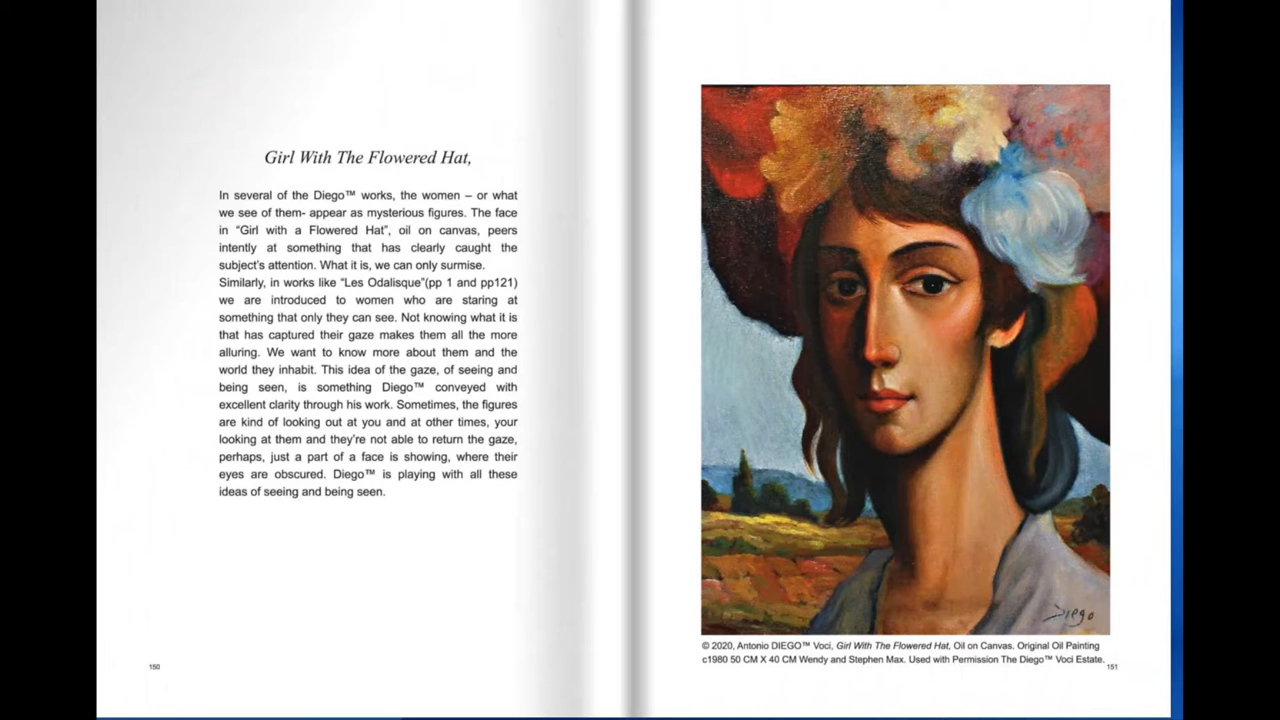 Girl With The Flowered Hat,
In several of the Diego™ works, the women – or what
we see of them- appear as mysterious figures. The face
in “Girl with a Flowered Hat”, oil on canvas, peers
intently at something that has clearly caught the
subject’s attention. What it is, we can only surmise.
Similarly, in works like “Les Odalisque”(pp 1 and pp121)
we are introduced to women who are staring at
something that only they can see. Not knowing what it is
that has captured their gaze makes them all the more
alluring. We want to know more about them and the
world they inhabit. This idea of the gaze, of seeing and
being seen, is something Diego™ conveyed with
excellent clarity through his work. Sometimes, the figures
are kind of looking out at you and at other times, your
looking at them and they’re not able to return the gaze,
perhaps, just a part of a face is showing, where their
eyes are obscured. Diego™ is playing with all these
ideas of seeing and being seen.
150
Diego
© 2020, Antonio DIEGO™ Voci, Girl With The Flowered Hat, Oil on Canvas. Original Oil Painting
c1980 50 CM X 40 CM Wendy and Stephen Max. Used with Permission The Diego™ Voci Estate.
151